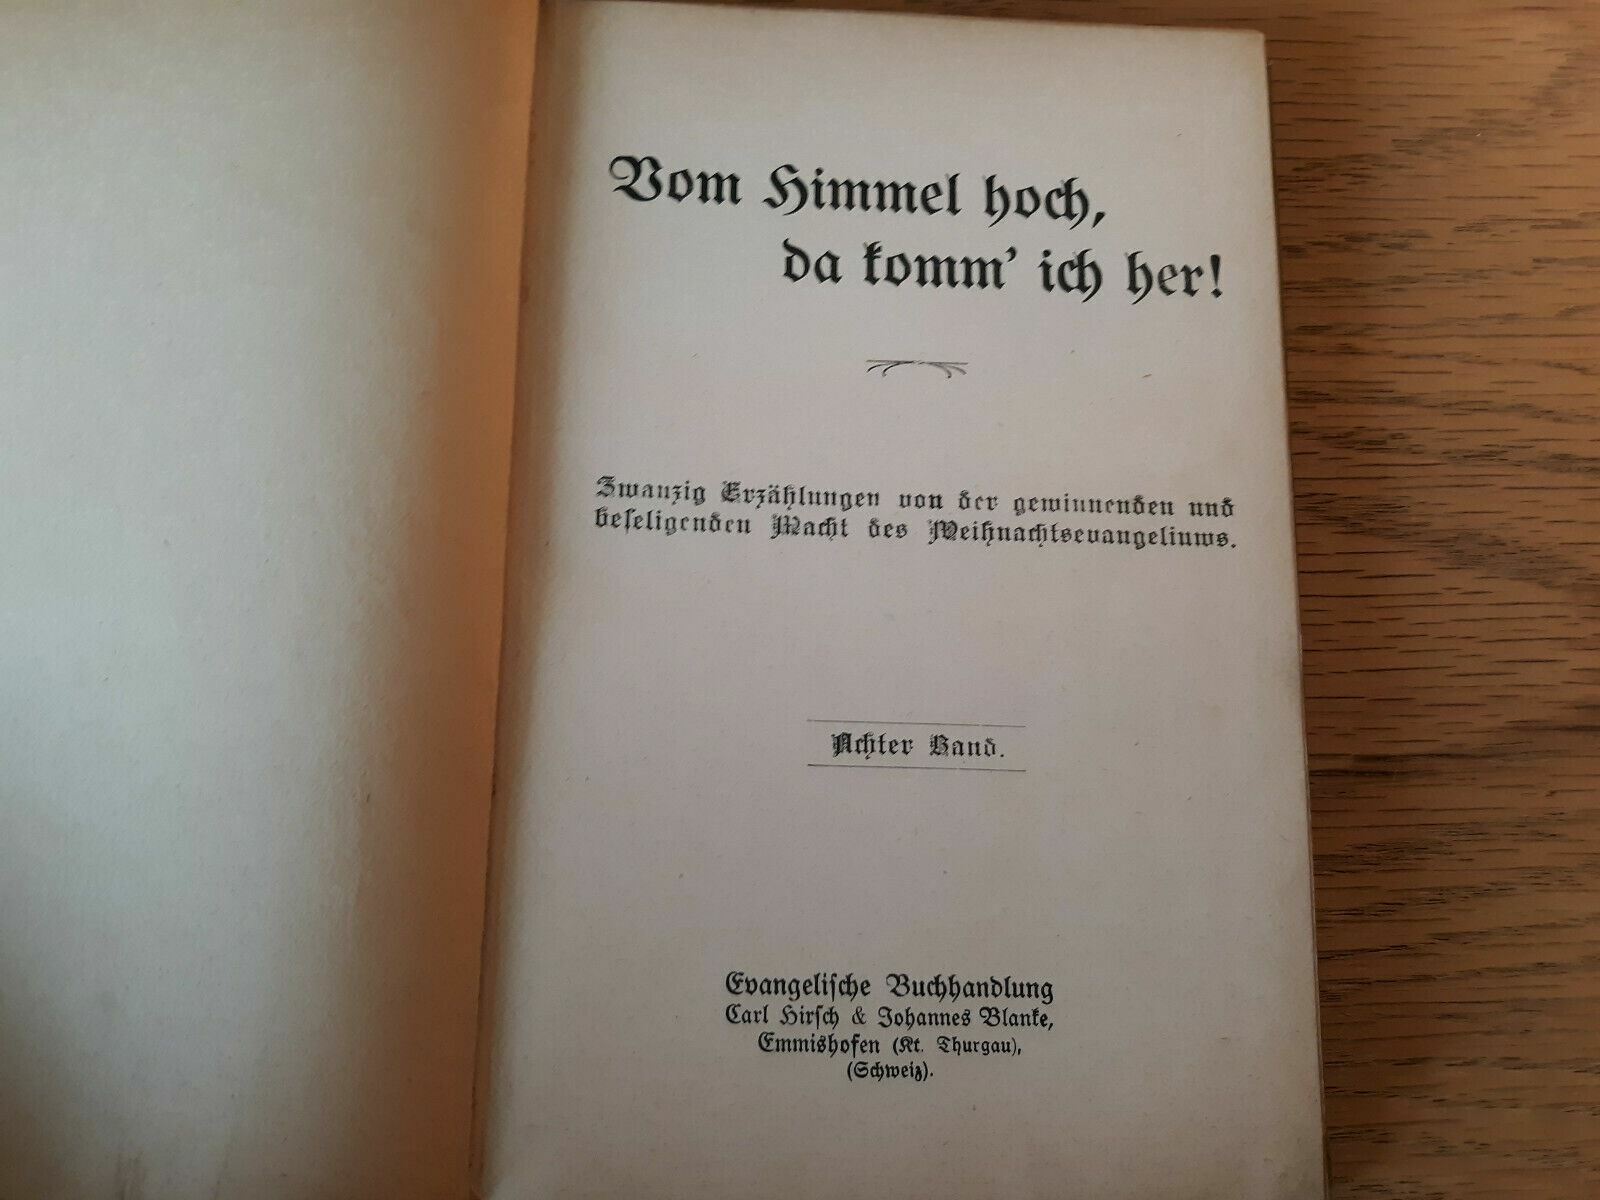 Vom Himmel hoch,
da komm' ich her!
Zwanzig Erzählungen von der gewinnenden und
beseligenden Macht des Weihnachtsevangeliums.
Achter Band.
Evangelische Buchhandlung
Carl Hirsch & Johannes Blanke,
Emmishofen (Kt. Thurgau),
(Schweiz).